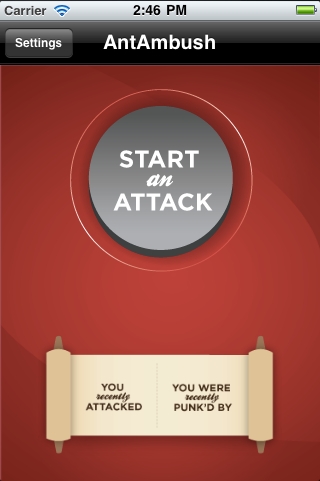 Carrier 2:46 PM
Settings AntAmbush
START
an
ATTACK
YOU
recently
ATTACKED
YOU WERE
recently
PUNK'D BY